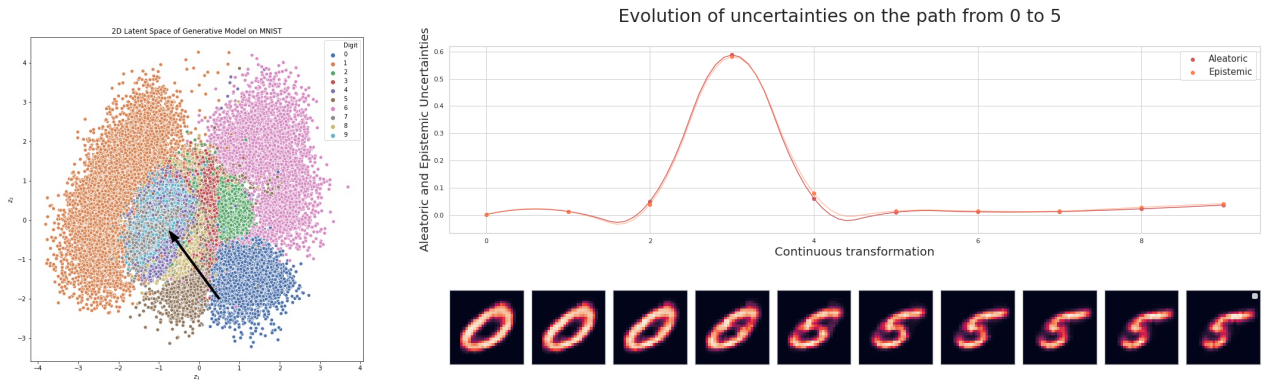 2D Latent Space of Generative Model on MNIST
Digit
0
1
2
3
4
5
6
7
8
9
z2
4
3
2
1
0
−1
−2
−3
−4 −3 −2 −1 0 1 2 3 4
z1
Evolution of uncertainties on the path from 0 to 5
Aleatoric and Epistemic Uncertainties
0.6
0.5
0.4
0.3
0.2
0.1
0.0
Aleatoric
Epistemic
0 2 4 6 8
Continuous transformation